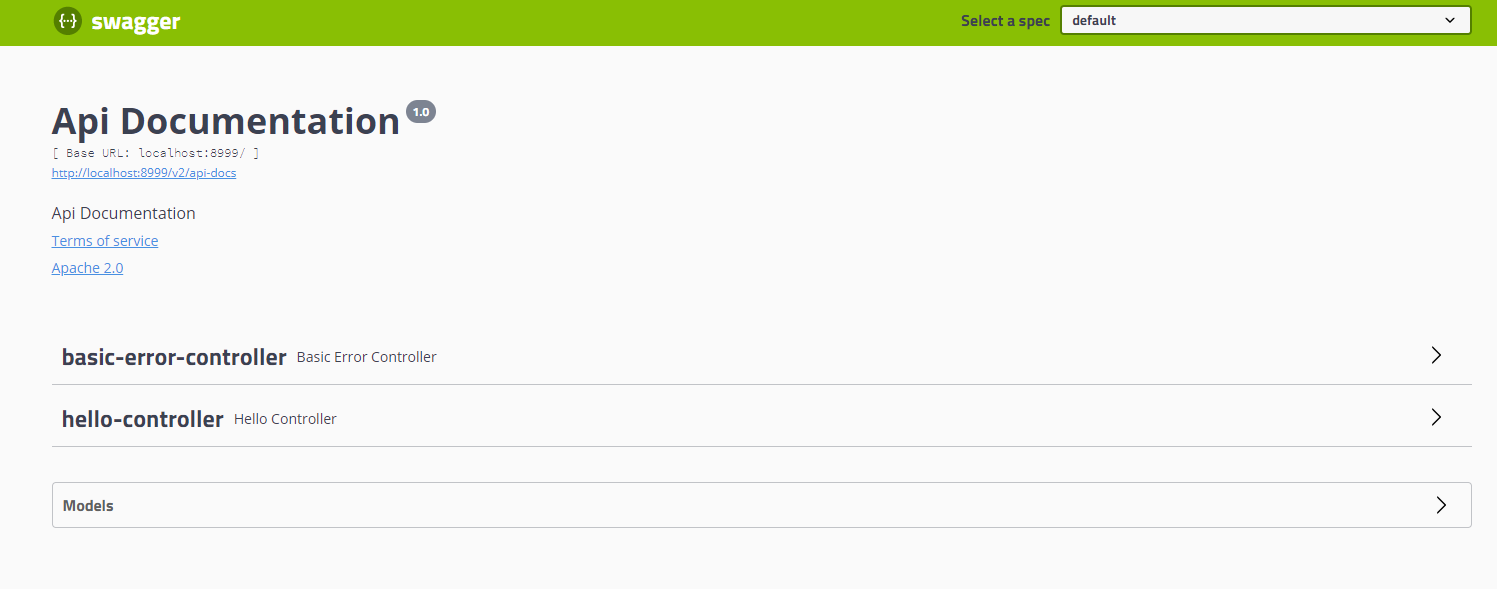 {···} swagger
Select a spec default
Api Documentation 1.0
[ Base URL: localhost:8999/ ]
http://localhost:8999/v2/api-docs
Api Documentation
Terms of service
Apache 2.0
basic-error-controller Basic Error Controller
hello-controller Hello Controller
Models